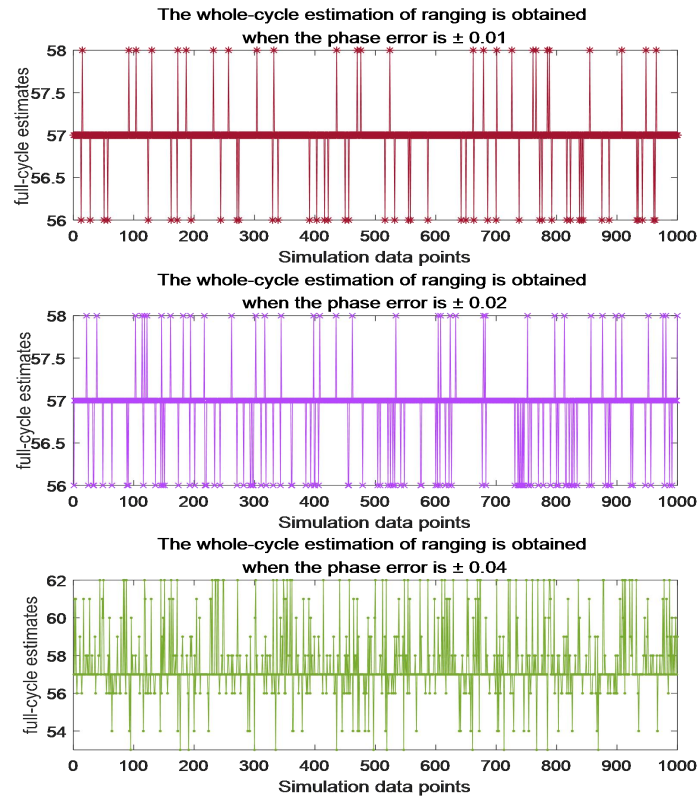 The whole-cycle estimation of ranging is obtained
when the phase error is ± 0.01
full-cycle estimates
58
57.5
57
56.5
56
0 100 200 300 400 500 600 700 800 900 1000
Simulation data points
The whole-cycle estimation of ranging is obtained
when the phase error is ± 0.02
full-cycle estimates
58
57.5
57
56.5
56
0 100 200 300 400 500 600 700 800 900 1000
Simulation data points
The whole-cycle estimation of ranging is obtained
when the phase error is ± 0.04
full-cycle estimates
62
60
58
56
54
0 100 200 300 400 500 600 700 800 900 1000
Simulation data points